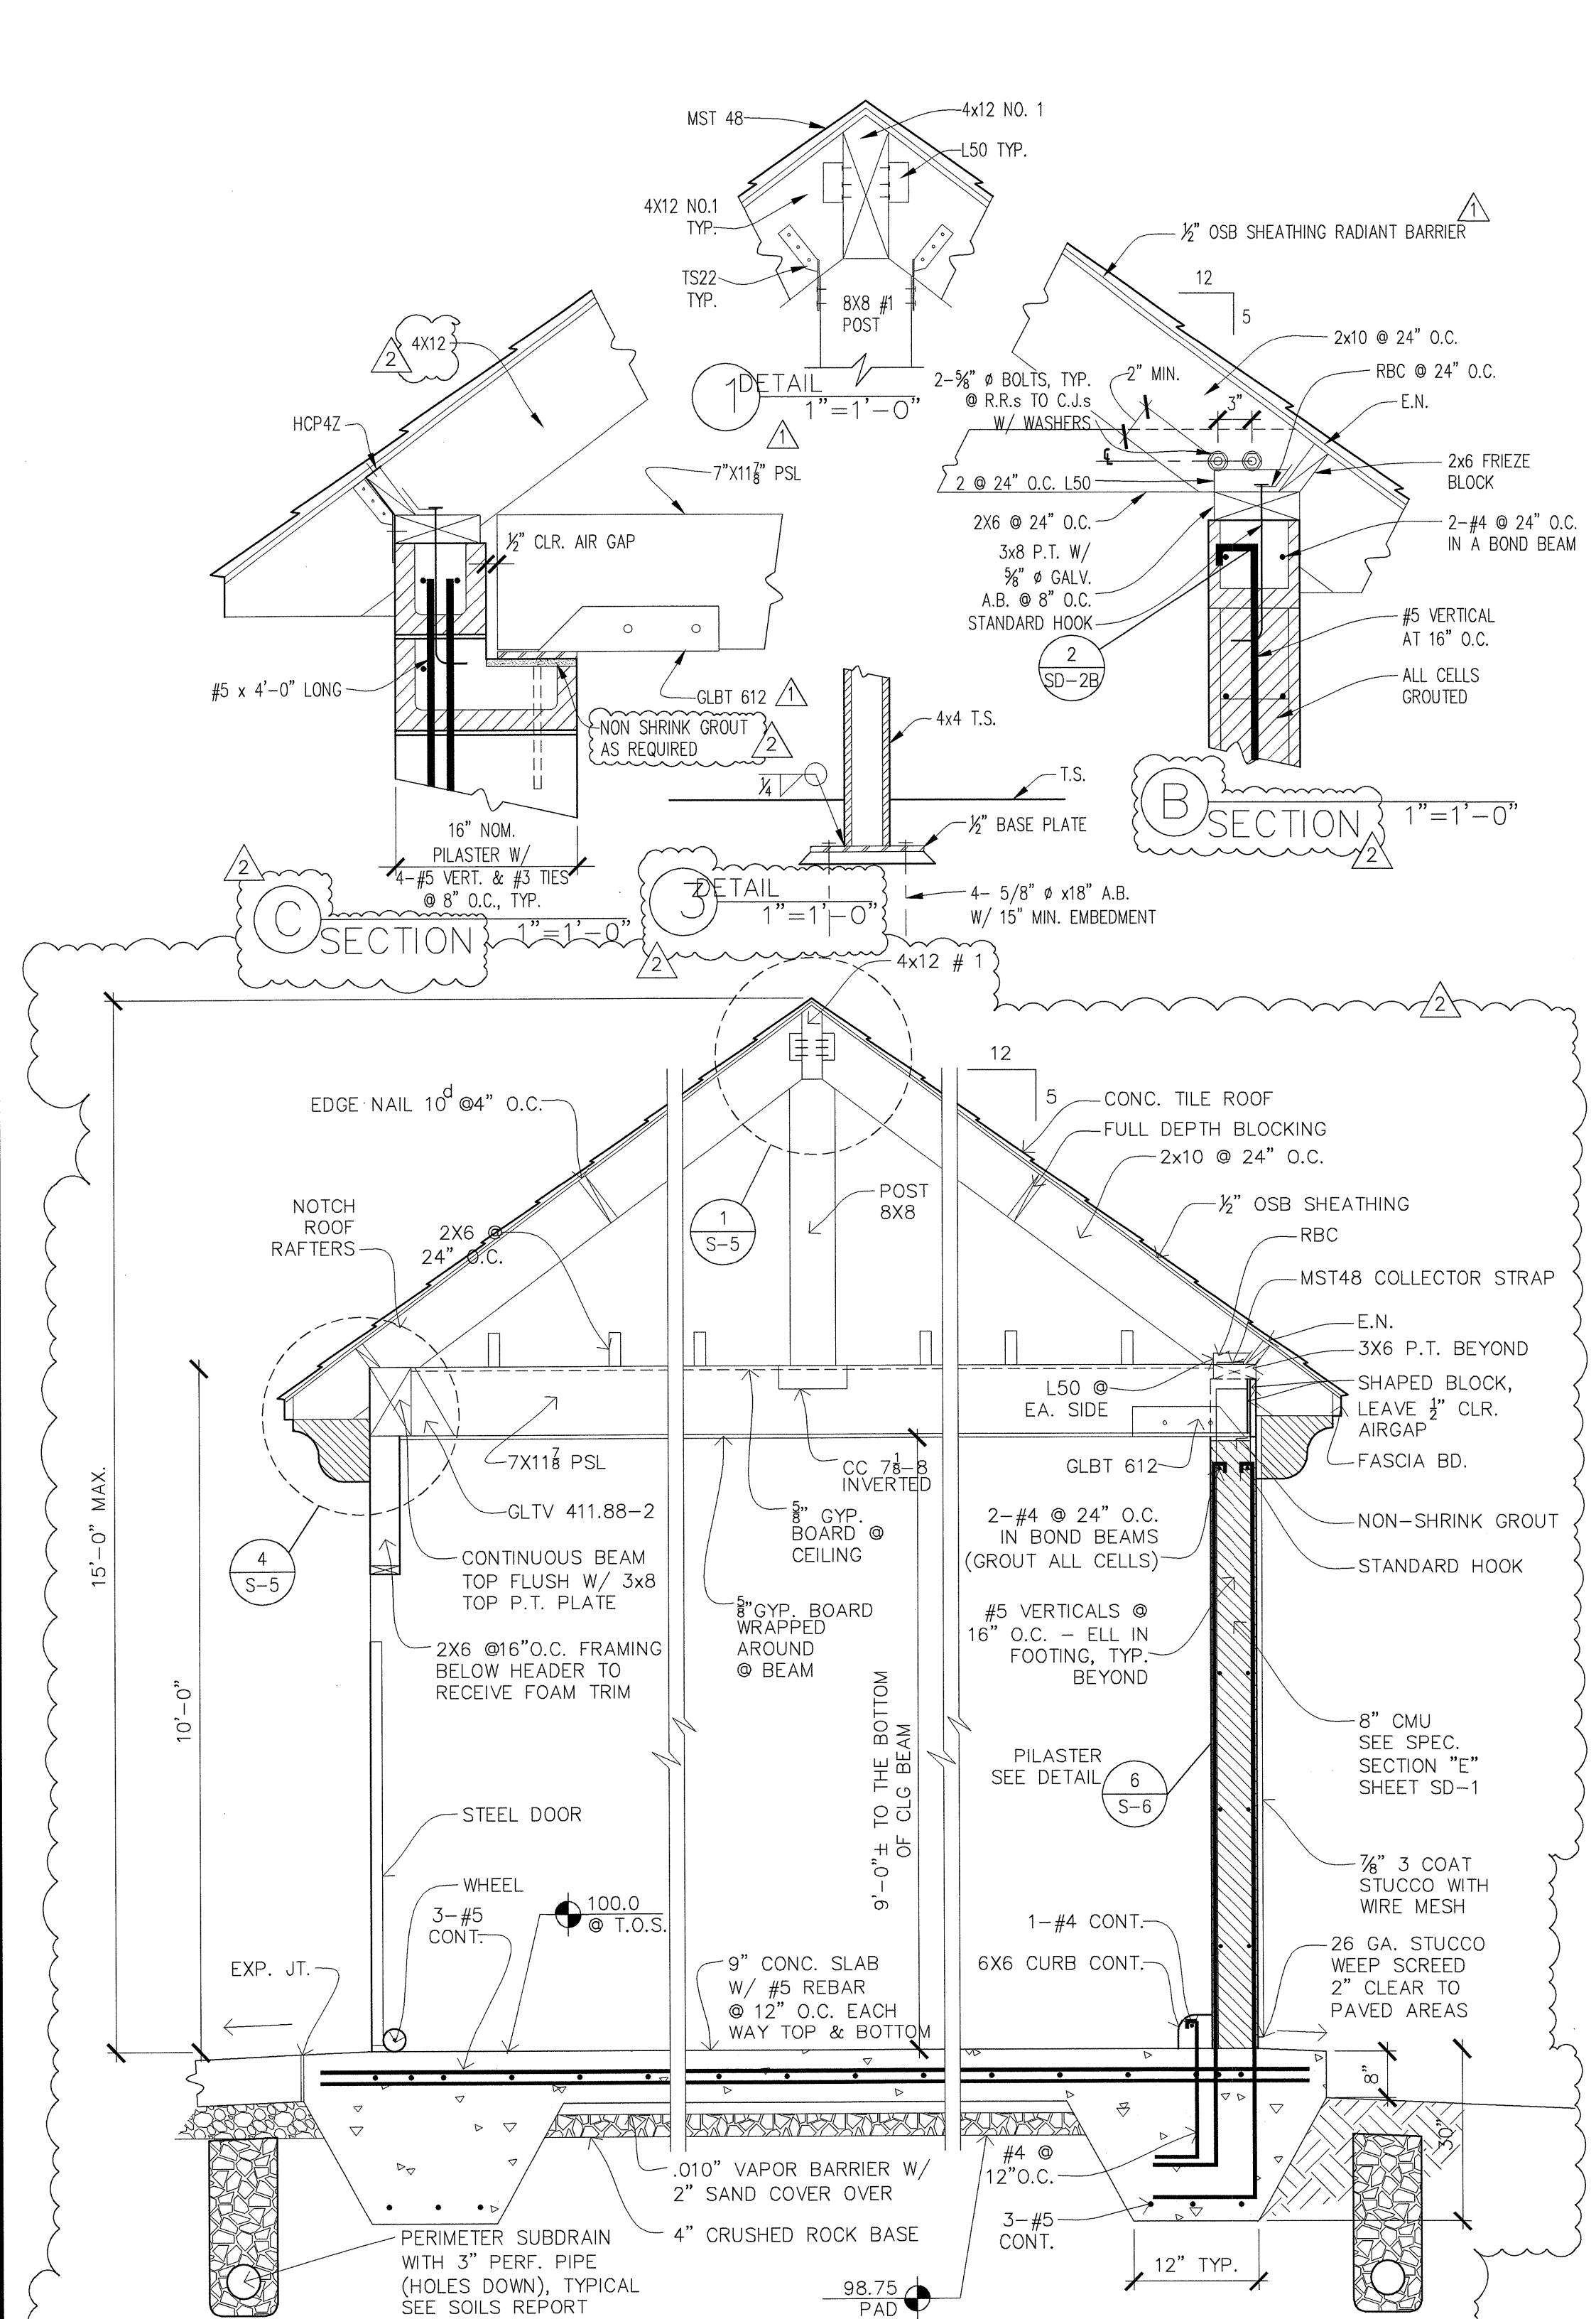 MST 48
4x12 NO. 1
L50 TYP.
4X12 NO.1
TYP.
TS22
TYP.
8X8 #1
POST
1
DETAIL
1"=1'-0"
1
½" OSB SHEATHING RADIANT BARRIER
12
5
2x10 @ 24" O.C.
RBC @ 24" O.C.
E.N.
2-⅝" ø BOLTS, TYP.
@ R.R.s TO C.J.s
W/ WASHERS
2" MIN.
3"
℄
2x6 FRIEZE
BLOCK
2 @ 24" O.C. L50
2X6 @ 24" O.C.
2-#4 @ 24" O.C.
IN A BOND BEAM
3x8 P.T. W/
⅝" ø GALV.
A.B. @ 8" O.C.
STANDARD HOOK
2
SD-2B
#5 VERTICAL
AT 16" O.C.
ALL CELLS
GROUTED
B
SECTION
1"=1'-0"
2
2
4X12
HCP4Z
1
7"X11⅞" PSL
½" CLR. AIR GAP
#5 x 4'-0" LONG
GLBT 612
1
NON SHRINK GROUT
AS REQUIRED
2
16" NOM.
PILASTER W/
4-#5 VERT. & #3 TIES
@ 8" O.C., TYP.
2
C
SECTION
1"=1'-0"
4x4 T.S.
T.S.
¼
½" BASE PLATE
3
DETAIL
1"=1'-0"
2
4- 5/8" ø x18" A.B.
W/ 15" MIN. EMBEDMENT
4x12 # 1
2
12
5
EDGE NAIL 10d @4" O.C.
CONC. TILE ROOF
FULL DEPTH BLOCKING
2x10 @ 24" O.C.
NOTCH
ROOF
RAFTERS
2X6 @
24" O.C.
1
S-5
POST
8X8
½" OSB SHEATHING
RBC
MST48 COLLECTOR STRAP
E.N.
3X6 P.T. BEYOND
SHAPED BLOCK,
LEAVE ½" CLR.
AIRGAP
FASCIA BD.
L50 @
EA. SIDE
7X11⅞ PSL
CC 7⅛-8
INVERTED
GLBT 612
GLTV 411.88-2
⅝" GYP.
BOARD @
CEILING
2-#4 @ 24" O.C.
IN BOND BEAMS
(GROUT ALL CELLS)
NON-SHRINK GROUT
STANDARD HOOK
4
S-5
CONTINUOUS BEAM
TOP FLUSH W/ 3x8
TOP P.T. PLATE
⅝"GYP. BOARD
WRAPPED
AROUND
@ BEAM
#5 VERTICALS @
16" O.C. – ELL IN
FOOTING, TYP.
BEYOND
2X6 @16"O.C. FRAMING
BELOW HEADER TO
RECEIVE FOAM TRIM
15'-0" MAX.
10'-0"
9'-0"± TO THE BOTTOM
OF CLG BEAM
8" CMU
SEE SPEC.
SECTION "E"
SHEET SD-1
PILASTER
SEE DETAIL
6
S-6
STEEL DOOR
⅞" 3 COAT
STUCCO WITH
WIRE MESH
WHEEL
3-#5
CONT.
100.0
@ T.O.S.
1-#4 CONT.
6X6 CURB CONT.
26 GA. STUCCO
WEEP SCREED
2" CLEAR TO
PAVED AREAS
EXP. JT.
9" CONC. SLAB
W/ #5 REBAR
@ 12" O.C. EACH
WAY TOP & BOTTOM
8"
30"
.010" VAPOR BARRIER W/
2" SAND COVER OVER
#4 @
12"O.C.
4" CRUSHED ROCK BASE
3-#5
CONT.
PERIMETER SUBDRAIN
WITH 3" PERF. PIPE
(HOLES DOWN), TYPICAL
SEE SOILS REPORT
12" TYP.
98.75
PAD